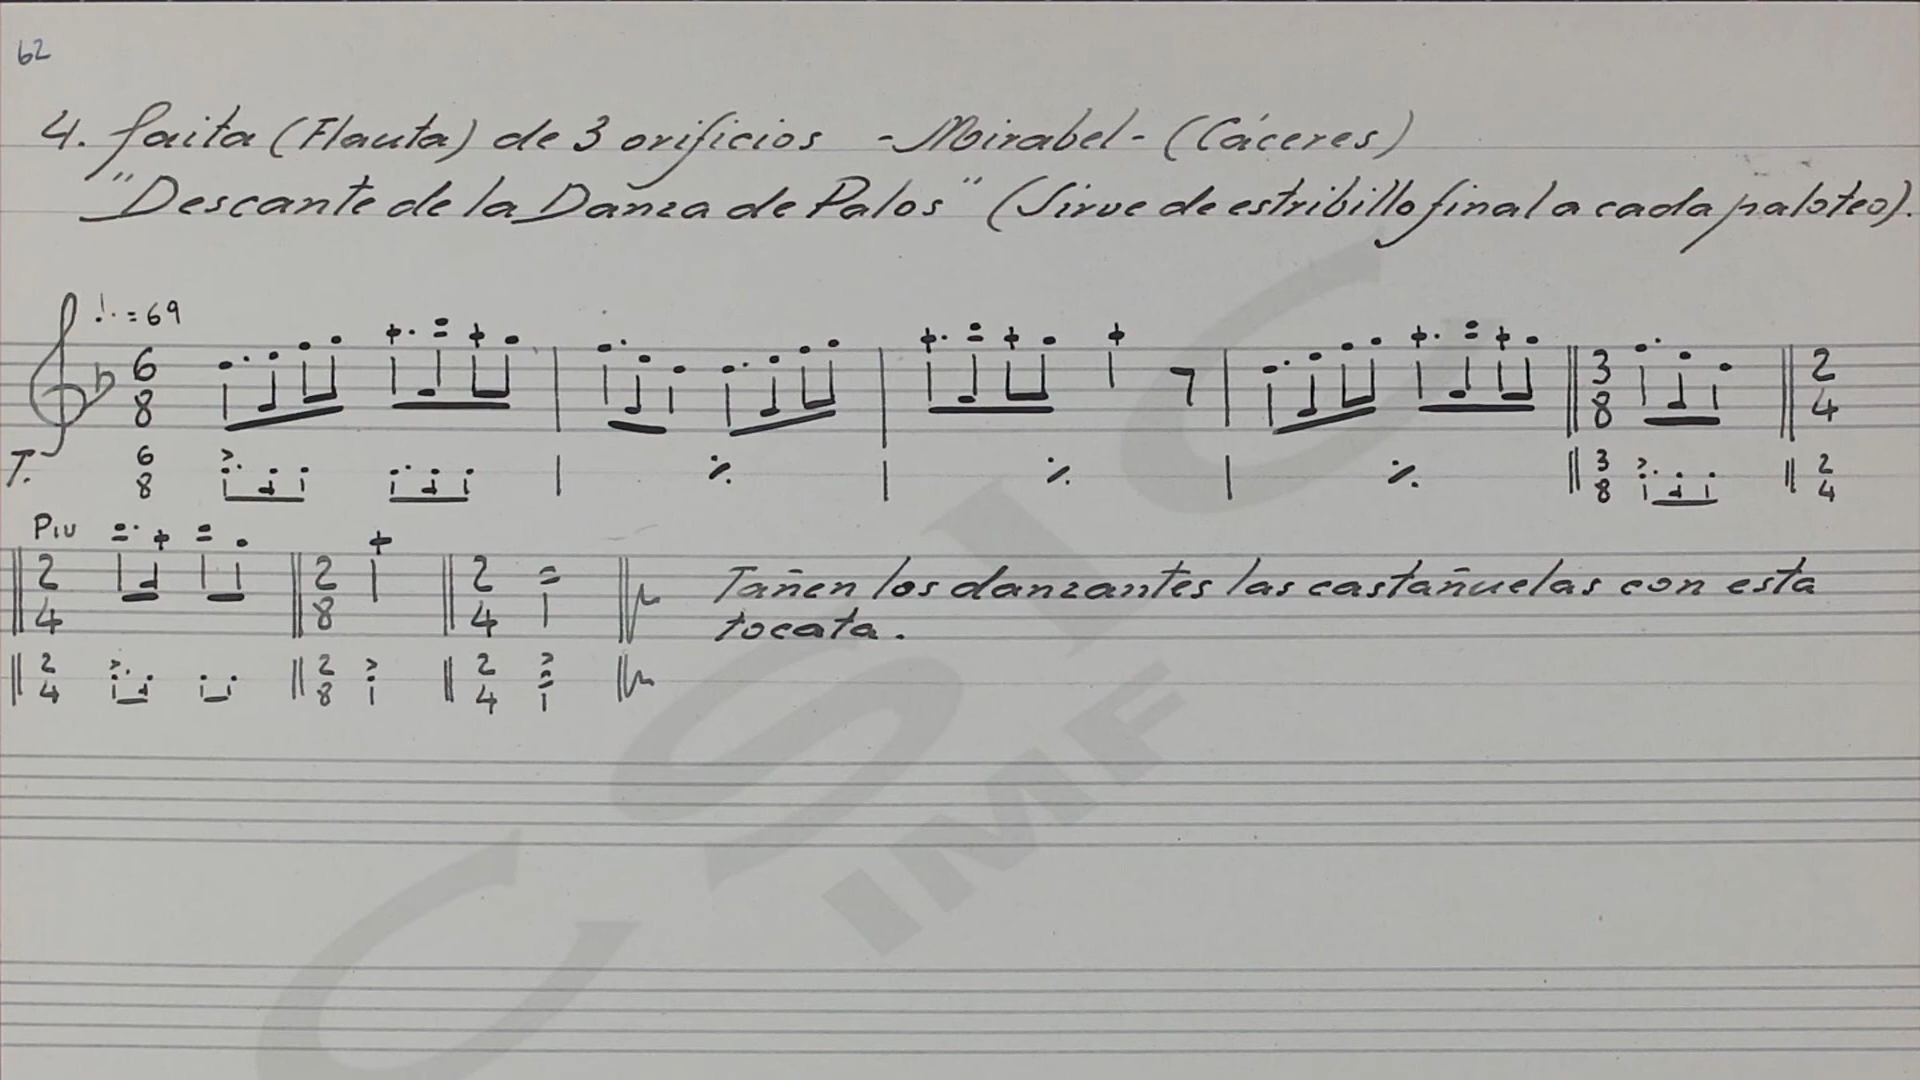 62
4. Gaita (Flauta) de 3 orificios - Mirabel - (Cáceres)
"Descante de la Danza de Palos" (Sirve de estribillo final a cada paloteo).
= 69
6 8 3 8 2 4
T. 6 8 3 8 2 4
Piu
2 4 2 8 2 4 Tañen los danzantes las castañuelas con esta
tocata.
2 4 2 8 2 4
CSIC
IMF